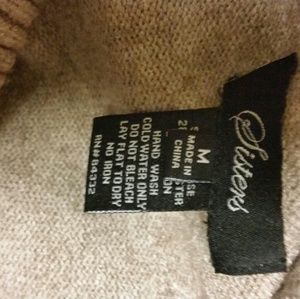 Sisters
M
MADE IN
CHINA
HAND WASH
COLD WATER ONLY
DO NOT BLEACH
LAY FLAT TO DRY
NO IRON
RN# 64332